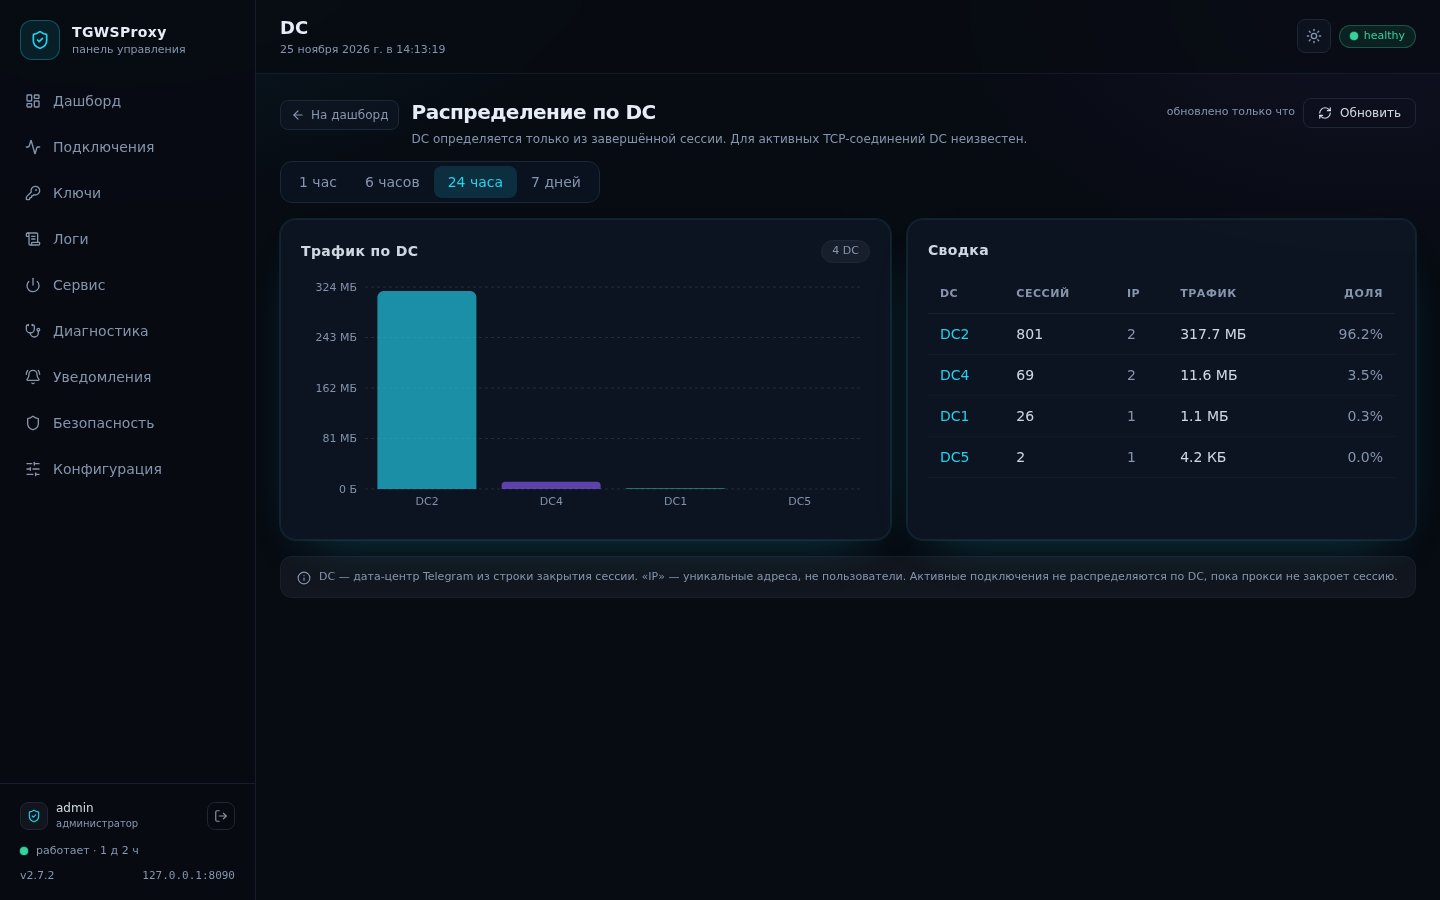 TGWSProxy
панель управления
Дашборд
Подключения
Ключи
Логи
Сервис
Диагностика
Уведомления
Безопасность
Конфигурация
admin
администратор
работает · 1 д 2 ч
v2.7.2 127.0.0.1:8090
DC
25 ноября 2026 г. в 14:13:19
healthy
На дашборд
Распределение по DC
DC определяется только из завершённой сессии. Для активных TCP-соединений DC неизвестен.
обновлено только что
Обновить
1 час 6 часов 24 часа 7 дней
Трафик по DC
4 DC
324 МБ
243 МБ
162 МБ
81 МБ
0 Б
DC2 DC4 DC1 DC5
Сводка
DC СЕССИЙ IP ТРАФИК ДОЛЯ
DC2 801 2 317.7 МБ 96.2%
DC4 69 2 11.6 МБ 3.5%
DC1 26 1 1.1 МБ 0.3%
DC5 2 1 4.2 КБ 0.0%
DC — дата-центр Telegram из строки закрытия сессии. «IP» — уникальные адреса, не пользователи. Активные подключения не распределяются по DC, пока прокси не закроет сессию.